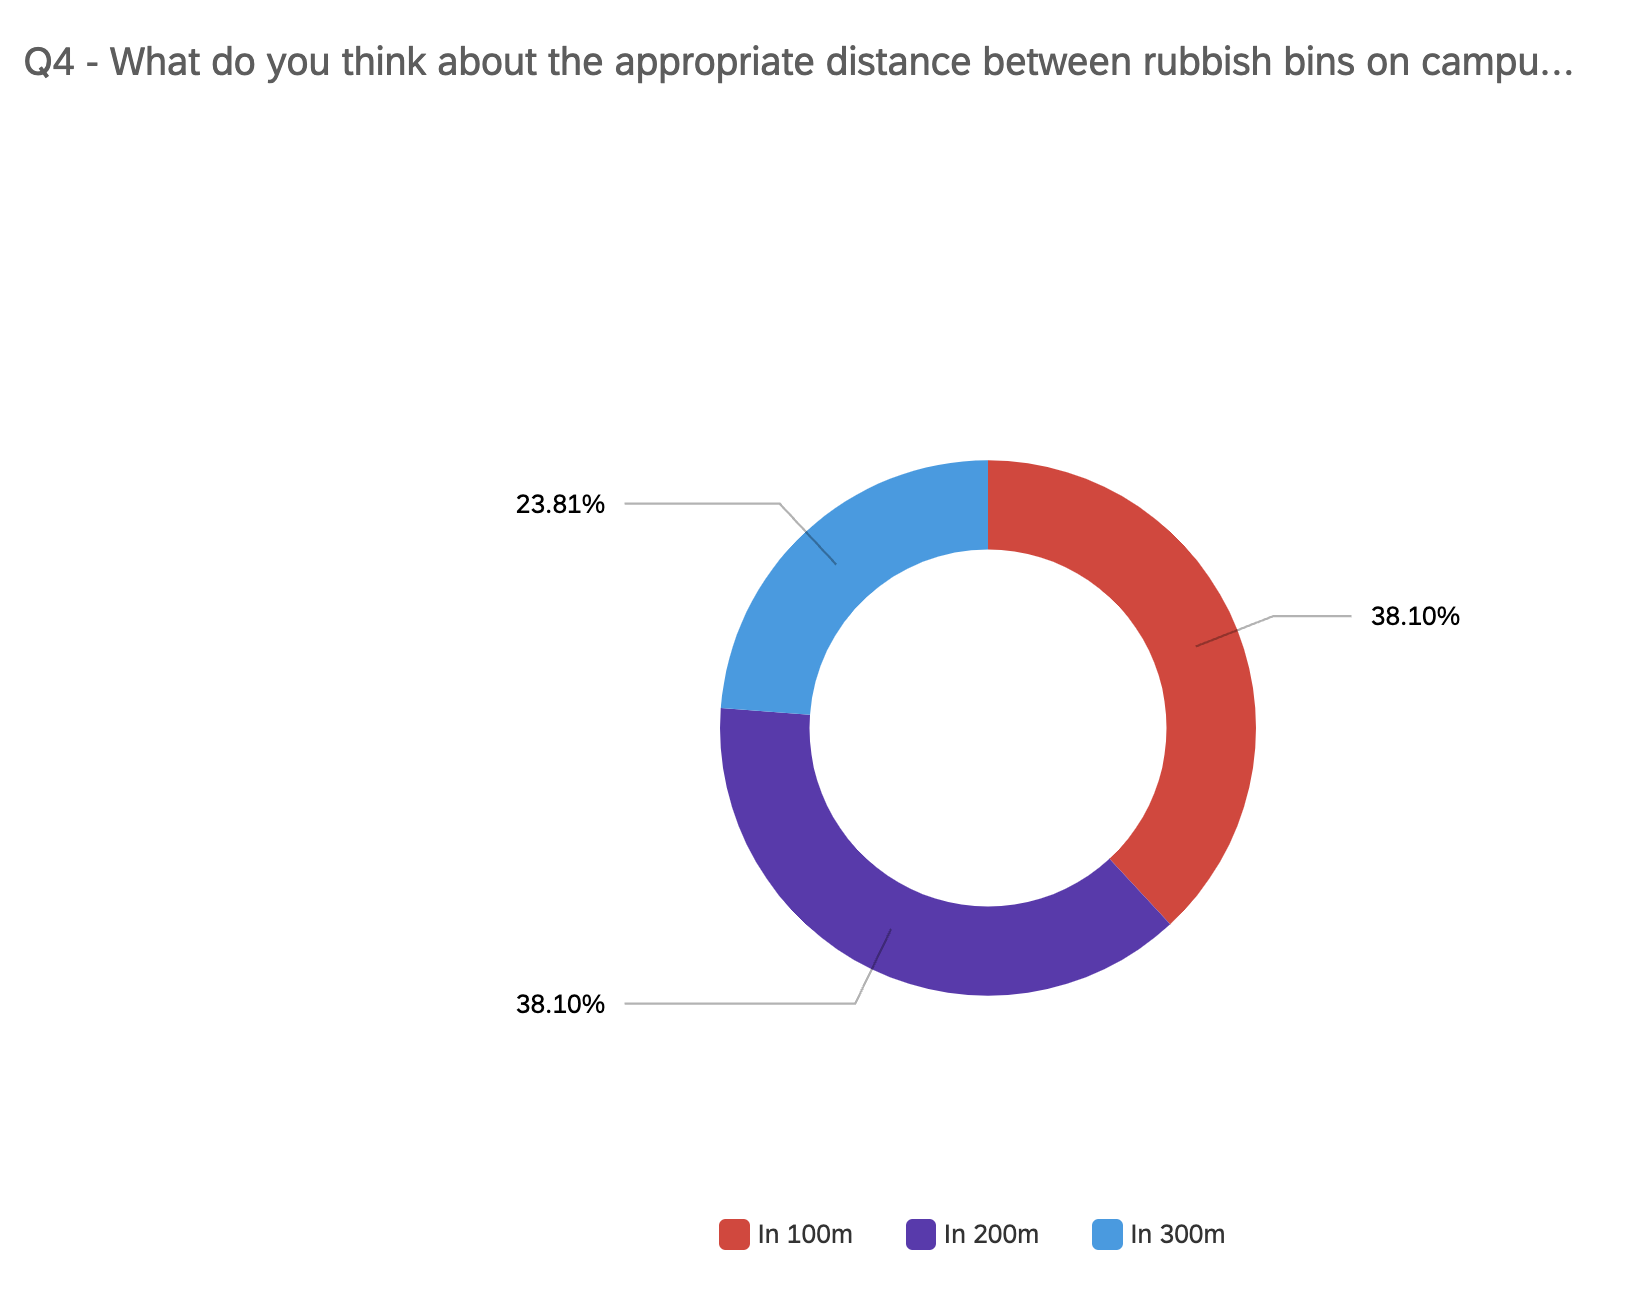 Q4 - What do you think about the appropriate distance between rubbish bins on campu...
23.81%
38.10%
38.10%
In 100m In 200m In 300m